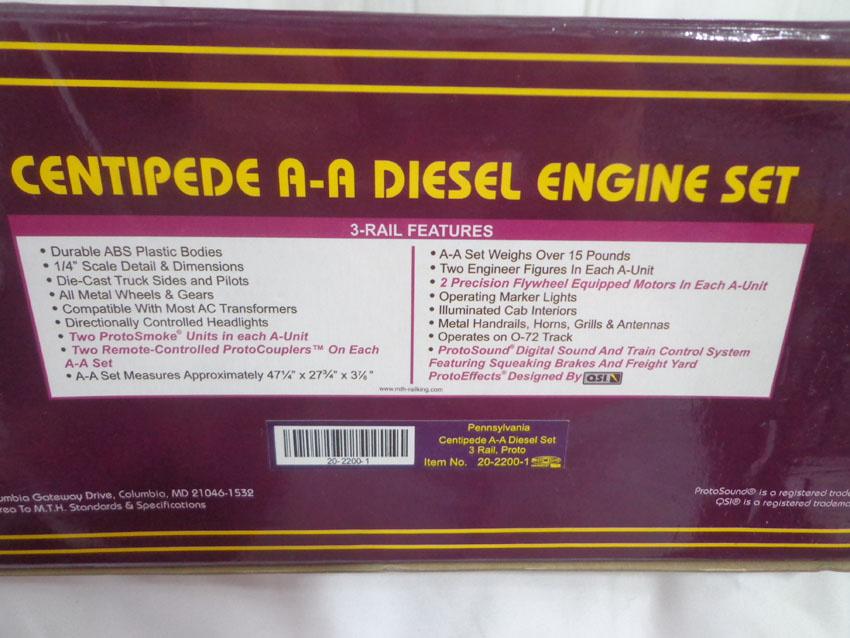 CENTIPEDE A-A DIESEL ENGINE SET
3-RAIL FEATURES
• Durable ABS Plastic Bodies
• 1/4" Scale Detail & Dimensions
• Die-Cast Truck Sides and Pilots
• All Metal Wheels & Gears
• Compatible With Most AC Transformers
• Directionally Controlled Headlights
• Two ProtoSmoke® Units in each A-Unit
• Two Remote-Controlled ProtoCouplers™ On Each
A-A Set
• A-A Set Measures Approximately 47¼" x 27¾" x 3⅞"
• A-A Set Weighs Over 15 Pounds
• Two Engineer Figures In Each A-Unit
• 2 Precision Flywheel Equipped Motors In Each A-Unit
• Operating Marker Lights
• Illuminated Cab Interiors
• Metal Handrails, Horns, Grills & Antennas
• Operates on O-72 Track
• ProtoSound® Digital Sound And Train Control System
Featuring Squeaking Brakes And Freight Yard
ProtoEffects® Designed By QSI
www.mth-railking.com
20-2200-1
Pennsylvania
Centipede A-A Diesel Set
3 Rail, Proto
Item No. 20-2200-1
umbia Gateway Drive, Columbia, MD 21046-1532
rea To M.T.H. Standards & Specifications
ProtoSound® is a registered trade
QSI® is a registered tradema